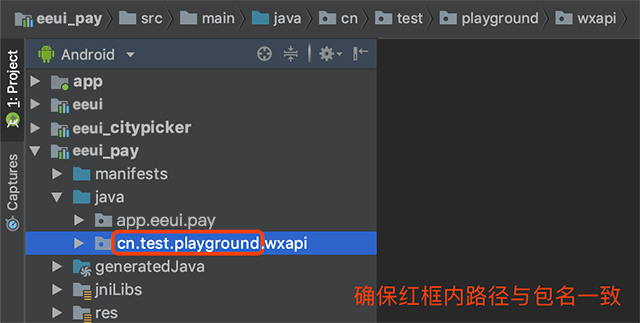 eeui_pay src main java cn test playground wxapi
1: Project
Captures
Android
app
eeui
eeui_citypicker
eeui_pay
manifests
java
app.eeui.pay
cn.test.playground.wxapi
generatedJava
jniLibs
res
确保红框内路径与包名一致